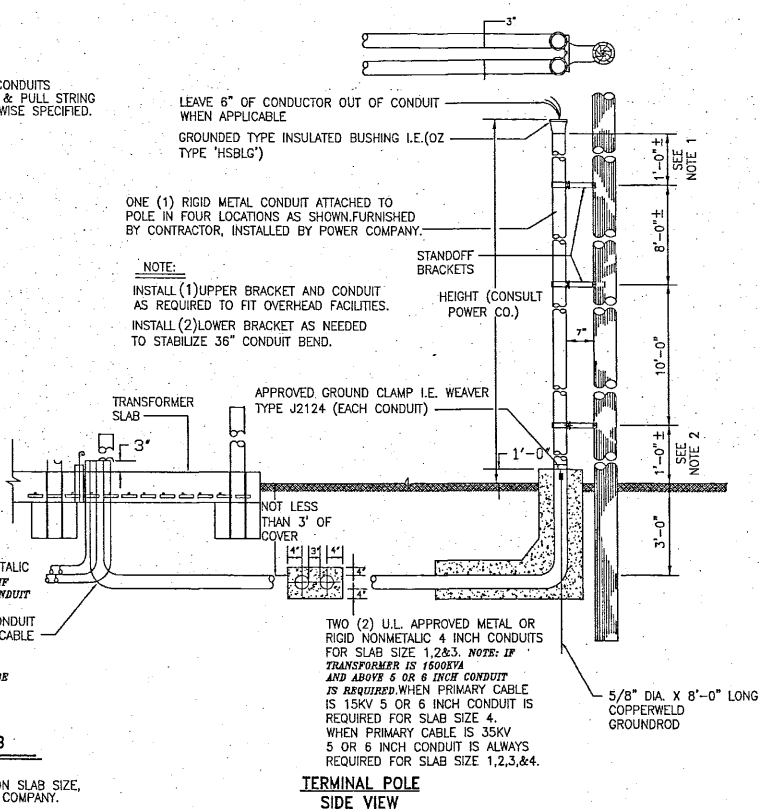 CONDUITS
& PULL STRING
WISE SPECIFIED.
3"
LEAVE 6" OF CONDUCTOR OUT OF CONDUIT
WHEN APPLICABLE
GROUNDED TYPE INSULATED BUSHING I.E.(OZ
TYPE 'HSBLG')
ONE (1) RIGID METAL CONDUIT ATTACHED TO
POLE IN FOUR LOCATIONS AS SHOWN.FURNISHED
BY CONTRACTOR, INSTALLED BY POWER COMPANY.
1'-0"±
SEE
NOTE 1
8'-0"±
STANDOFF
BRACKETS
NOTE:
INSTALL (1)UPPER BRACKET AND CONDUIT
AS REQUIRED TO FIT OVERHEAD FACILITIES.
INSTALL (2)LOWER BRACKET AS NEEDED
TO STABILIZE 36" CONDUIT BEND.
HEIGHT (CONSULT
POWER CO.)
7"
10'-0"
TRANSFORMER
SLAB
APPROVED GROUND CLAMP I.E. WEAVER
TYPE J2124 (EACH CONDUIT)
3"
1'-0"
1'-0"±
SEE
NOTE 2
NOT LESS
THAN 3' OF
COVER
3'-0"
4" 3" 4"
4"
4"
TALIC
IF
NDUIT
ONDUIT
CABLE
RE
TWO (2) U.L. APPROVED METAL OR
RIGID NONMETALIC 4 INCH CONDUITS
FOR SLAB SIZE 1,2&3. NOTE: IF
TRANSFORMER IS 1500KVA
AND ABOVE 5 OR 6 INCH CONDUIT
IS REQUIRED.WHEN PRIMARY CABLE
IS 15KV 5 OR 6 INCH CONDUIT IS
REQUIRED FOR SLAB SIZE 4.
WHEN PRIMARY CABLE IS 35KV
5 OR 6 INCH CONDUIT IS ALWAYS
REQUIRED FOR SLAB SIZE 1,2,3,&4.
5/8" DIA. X 8'-0" LONG
COPPERWELD
GROUNDROD
ON SLAB SIZE,
COMPANY.
TERMINAL POLE
SIDE VIEW